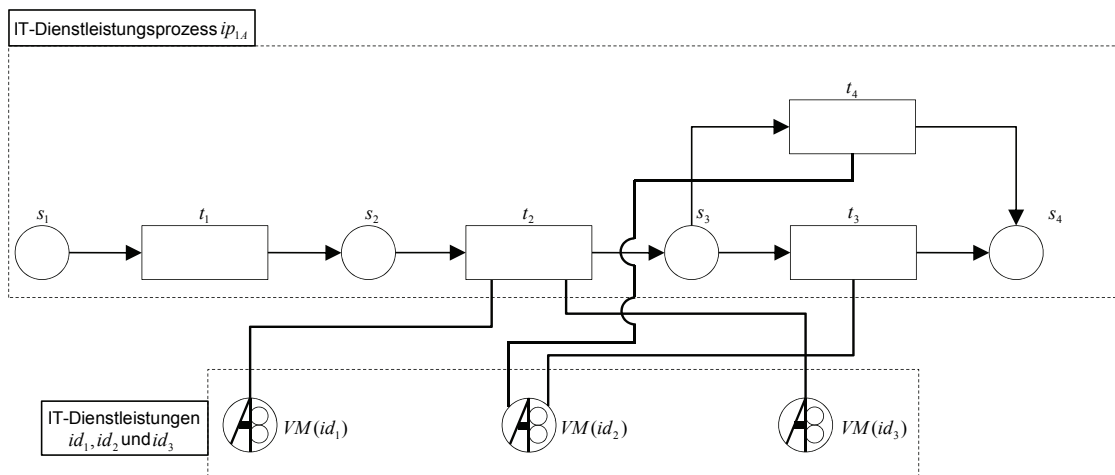 IT-Dienstleistungsprozess ip1A
t4
s1
t1
s2
t2
s3
t3
s4
IT-Dienstleistungen
id1, id2 und id3
VM(id1)
VM(id2)
VM(id3)